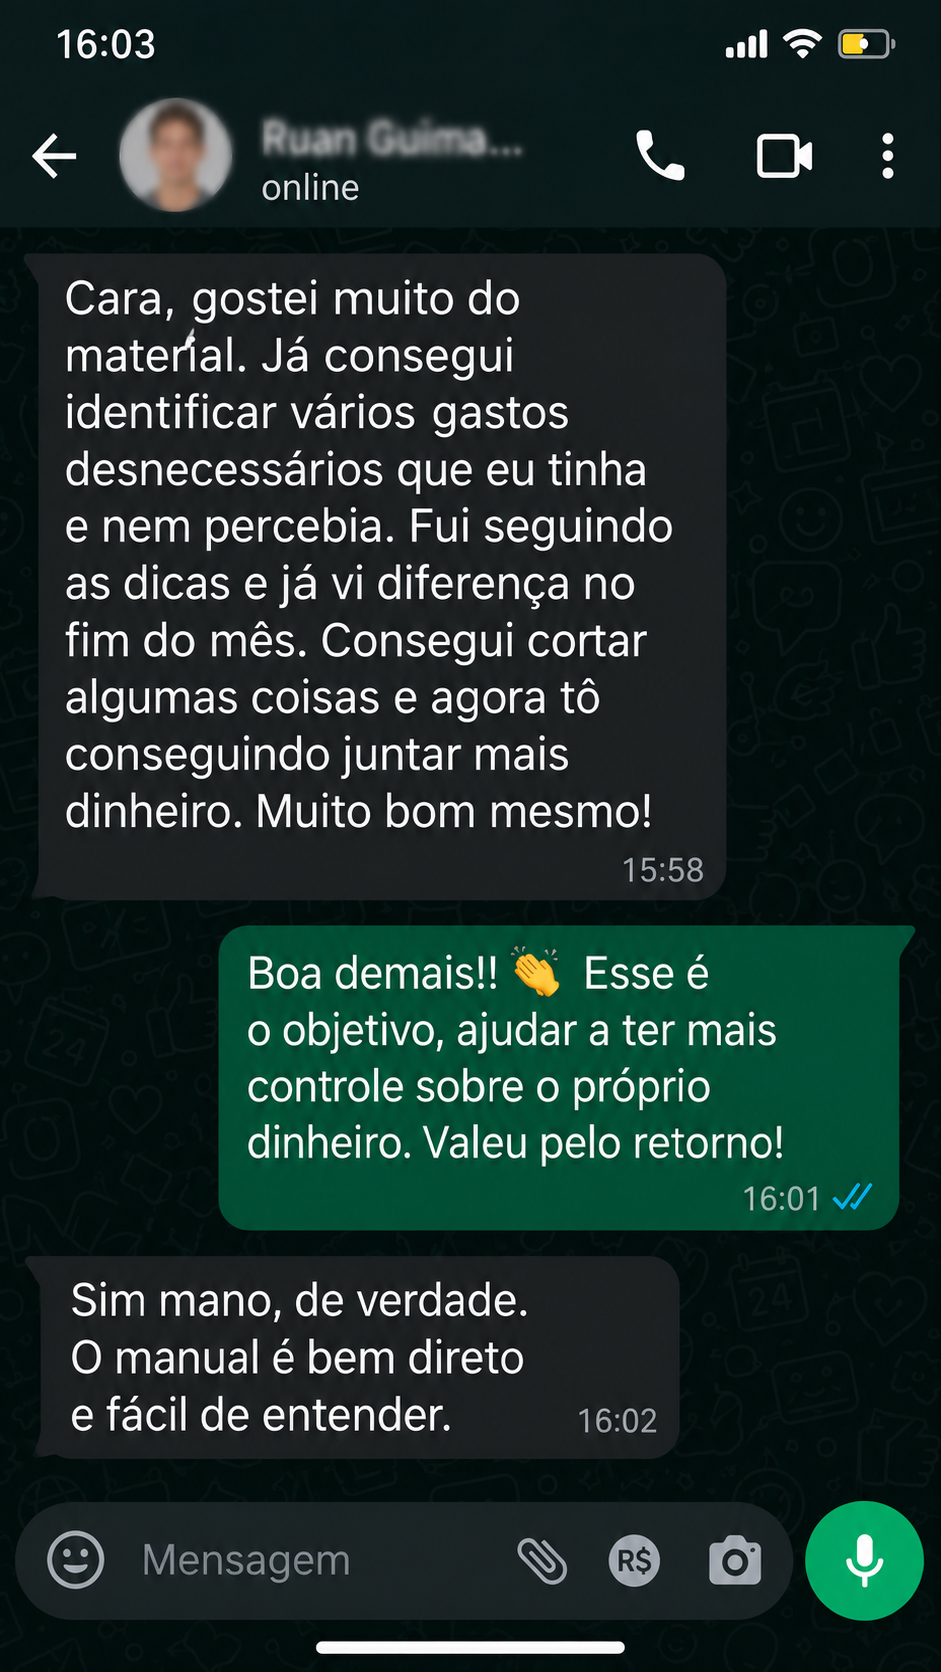 16:03
Ruan Guima...
online
Cara, gostei muito do
material. Já consegui
identificar vários gastos
desnecessários que eu tinha
e nem percebia. Fui seguindo
as dicas e já vi diferença no
fim do mês. Consegui cortar
algumas coisas e agora tô
conseguindo juntar mais
dinheiro. Muito bom mesmo!
15:58
Boa demais!! 👏 Esse é
o objetivo, ajudar a ter mais
controle sobre o próprio
dinheiro. Valeu pelo retorno!
16:01
Sim mano, de verdade.
O manual é bem direto
e fácil de entender.
16:02
Mensagem
R$